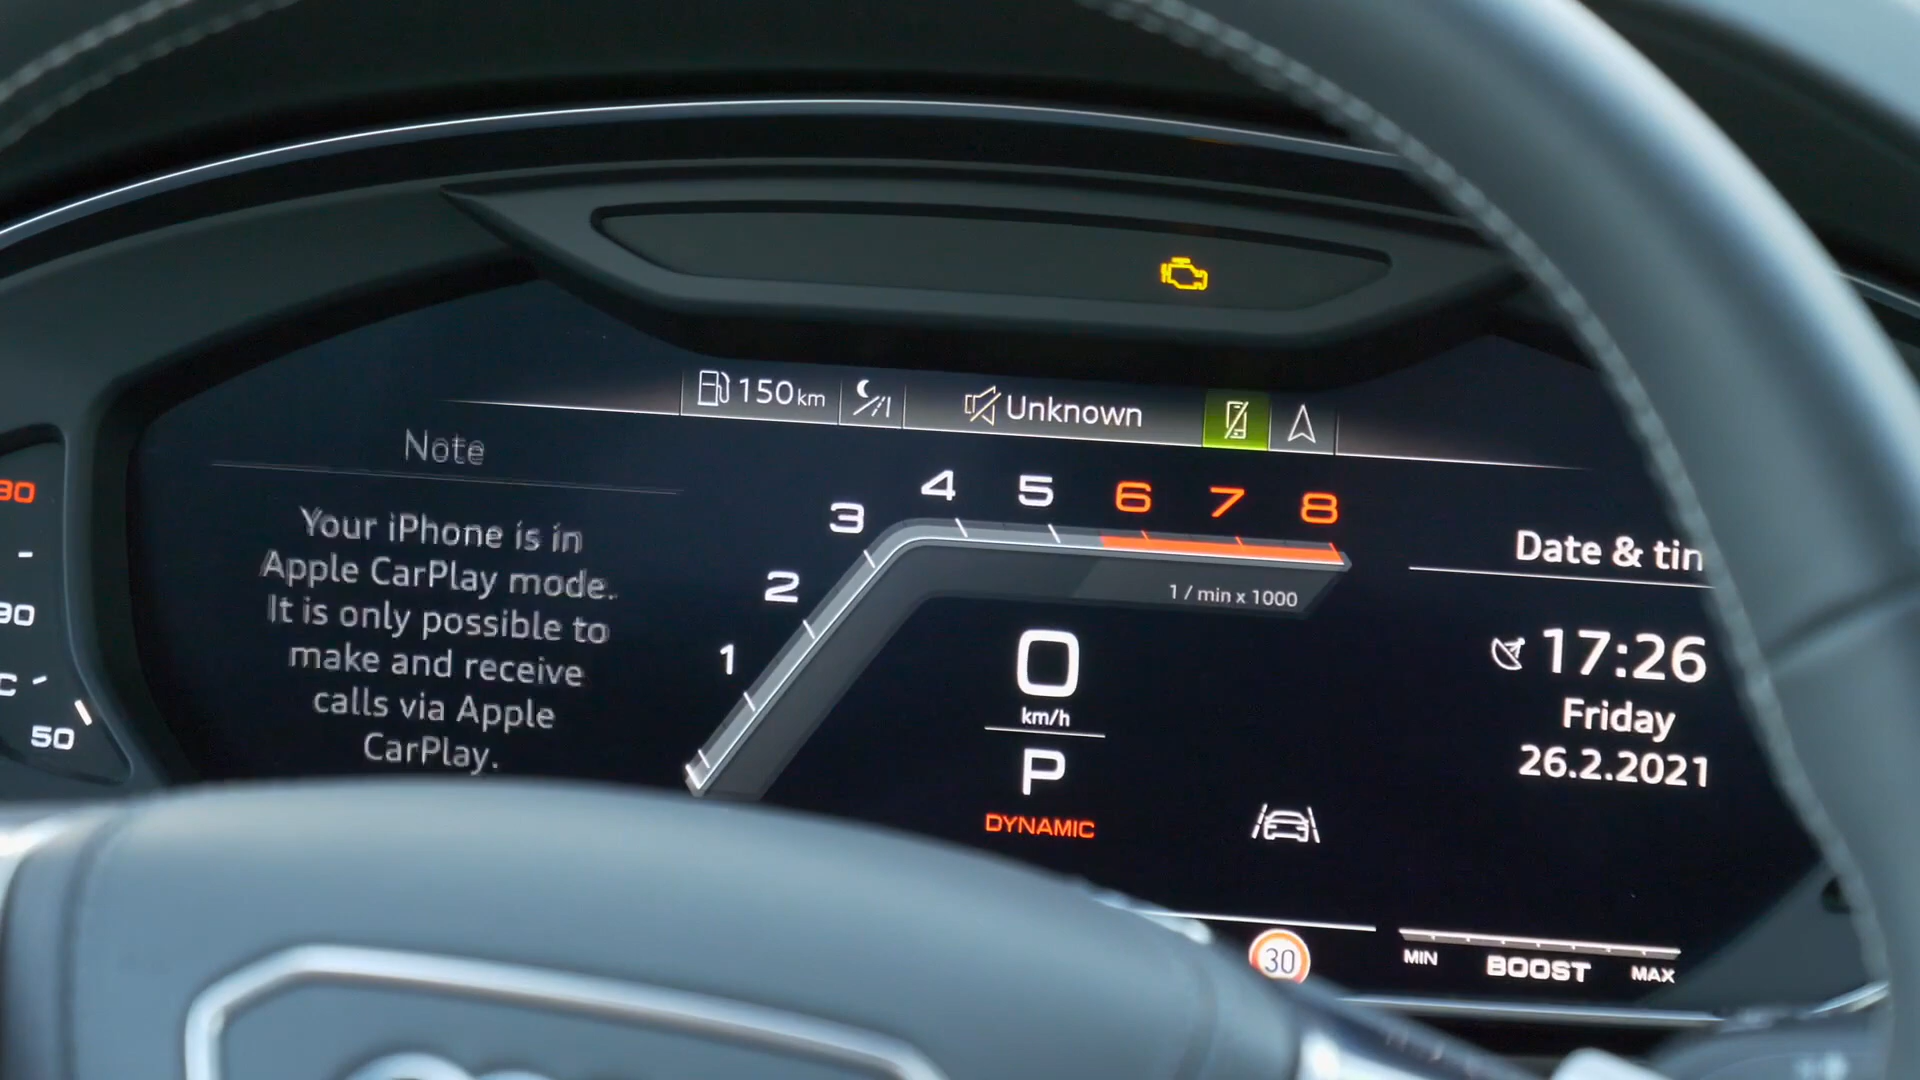 150 km
Unknown
Note
Your iPhone is in
Apple CarPlay mode.
It is only possible to
make and receive
calls via Apple
CarPlay.
1
2
3
4
5
6
7
8
1 / min x 1000
0
km/h
P
DYNAMIC
Date &
17:26
Friday
26.2.2021
30
MIN
BOOST
MAX
50